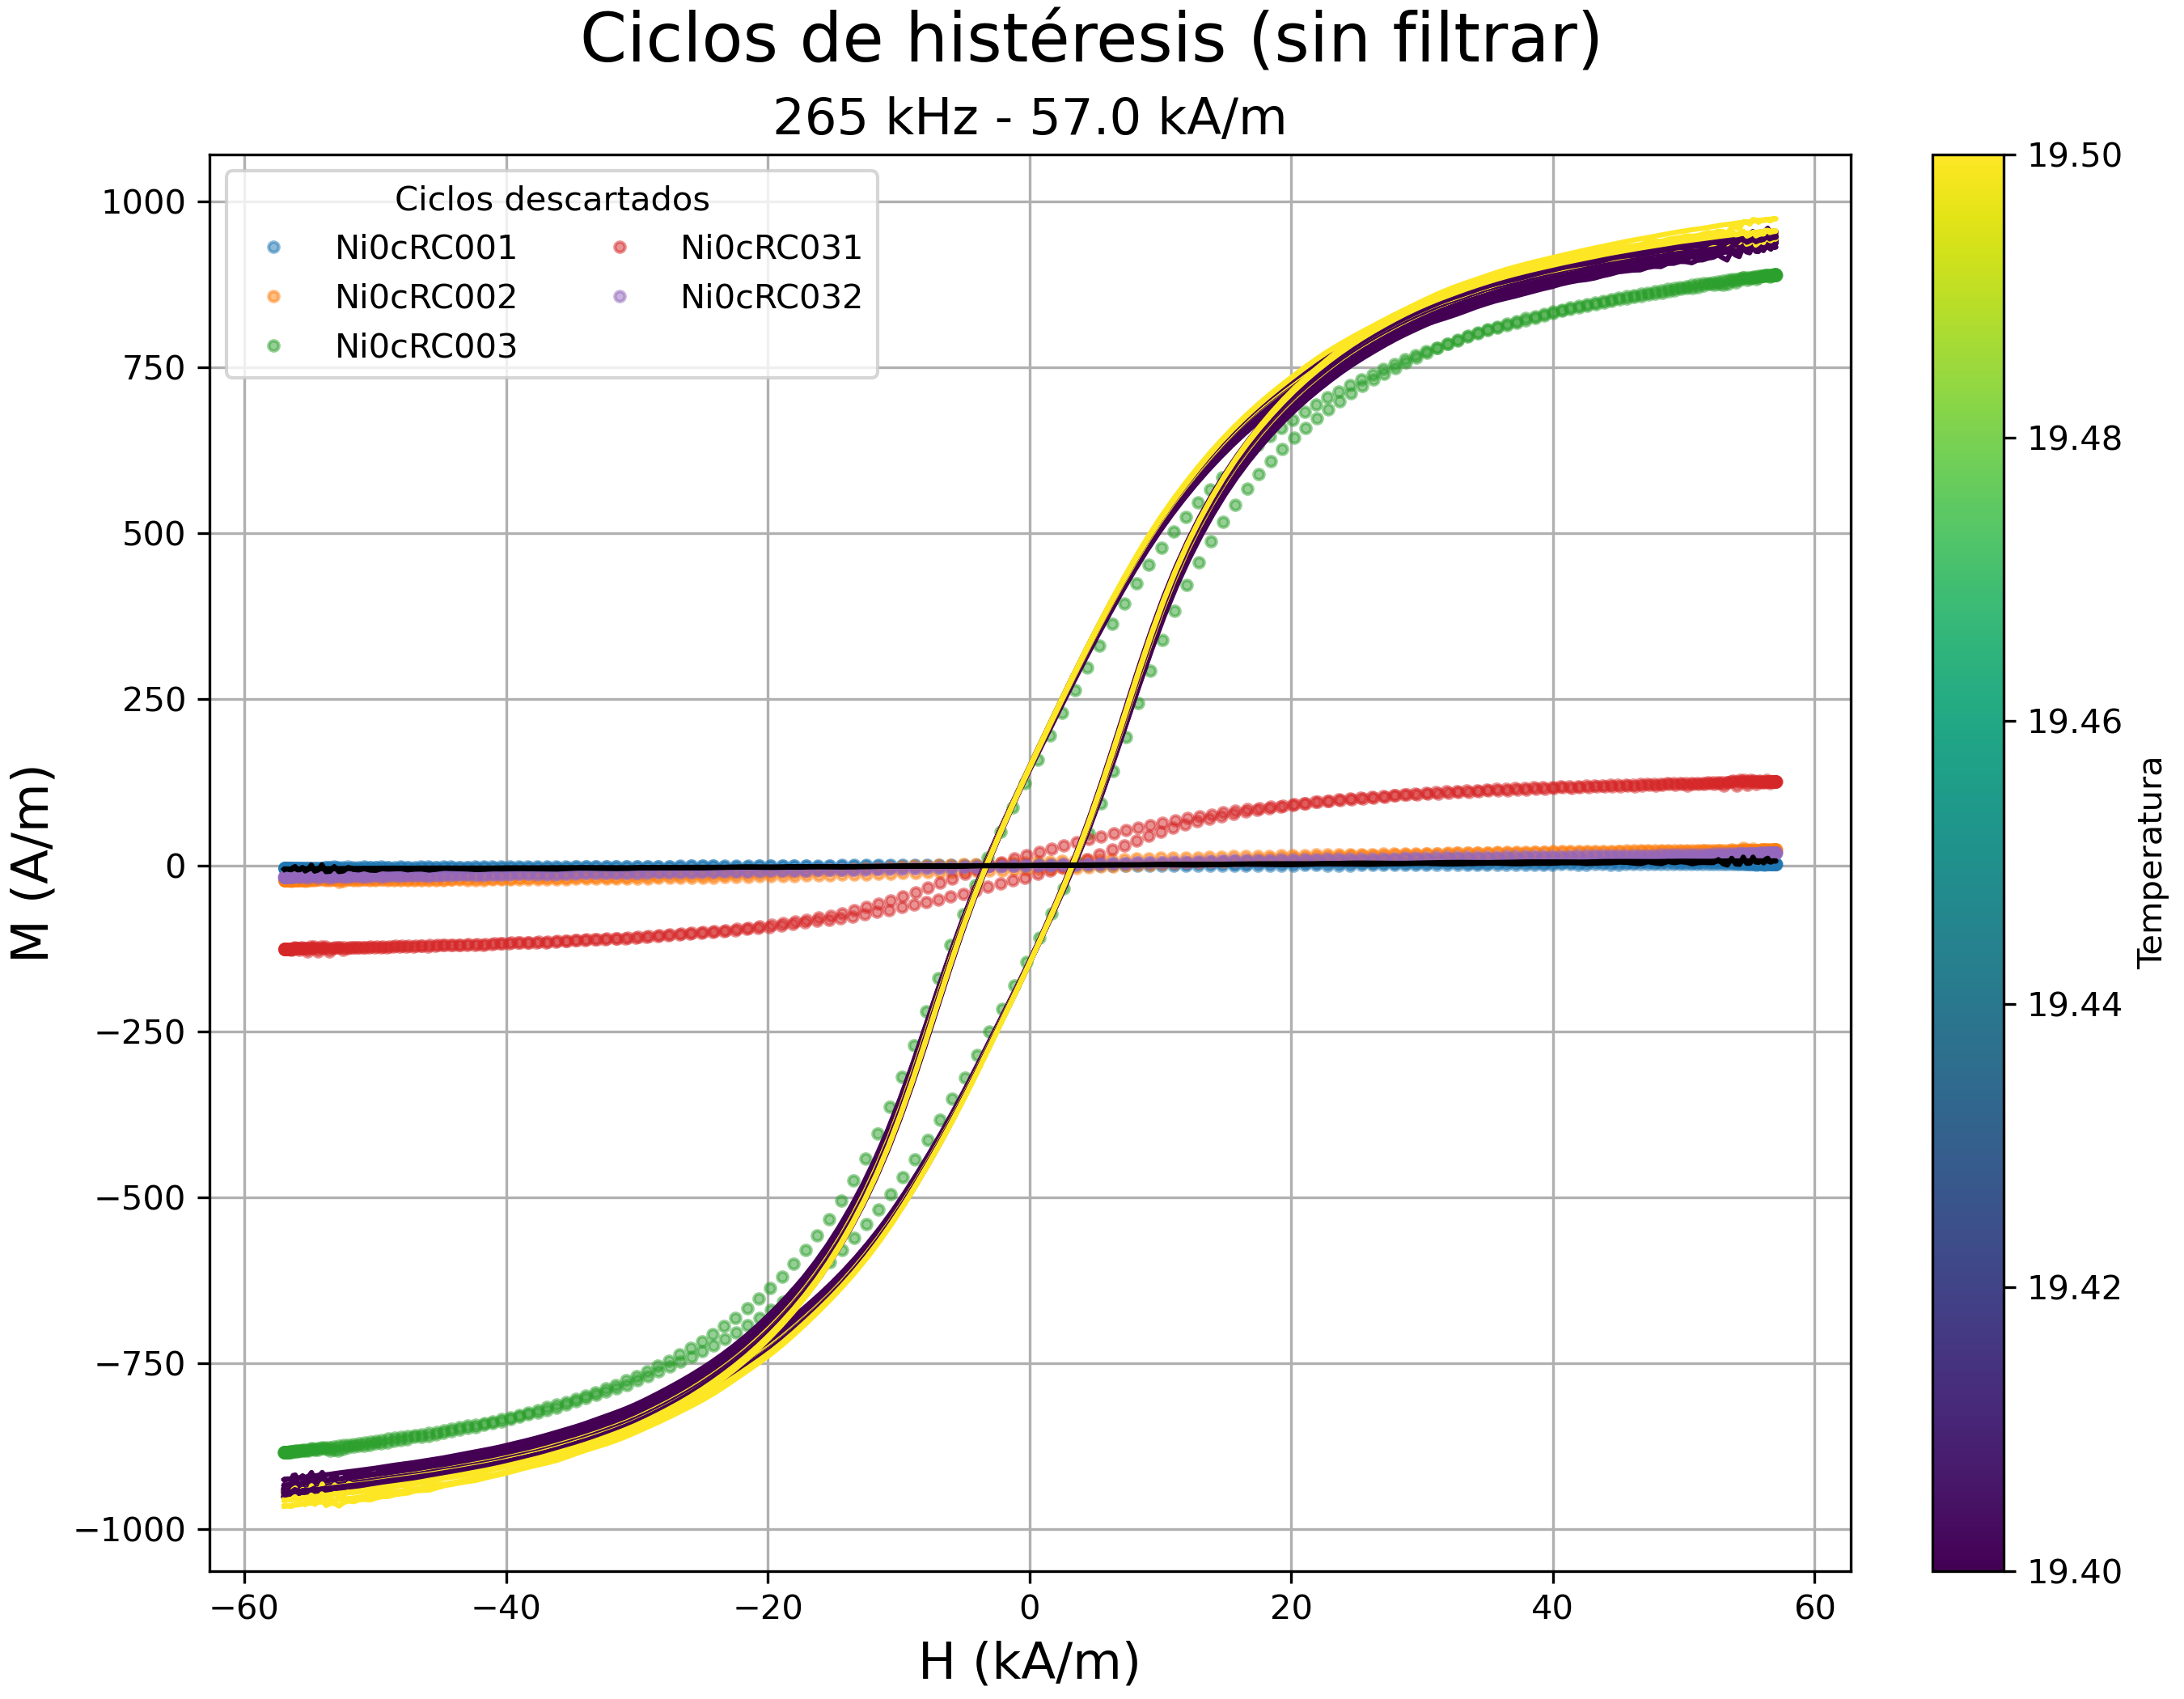 Ciclos de histéresis (sin filtrar)
265 kHz - 57.0 kA/m
Ciclos descartados
Ni0cRC001
Ni0cRC002
Ni0cRC003
Ni0cRC031
Ni0cRC032
M (A/m)
1000
750
500
250
0
−250
−500
−750
−1000
−60
−40
−20
0
20
40
60
H (kA/m)
19.50
19.48
19.46
19.44
19.42
19.40
Temperatura